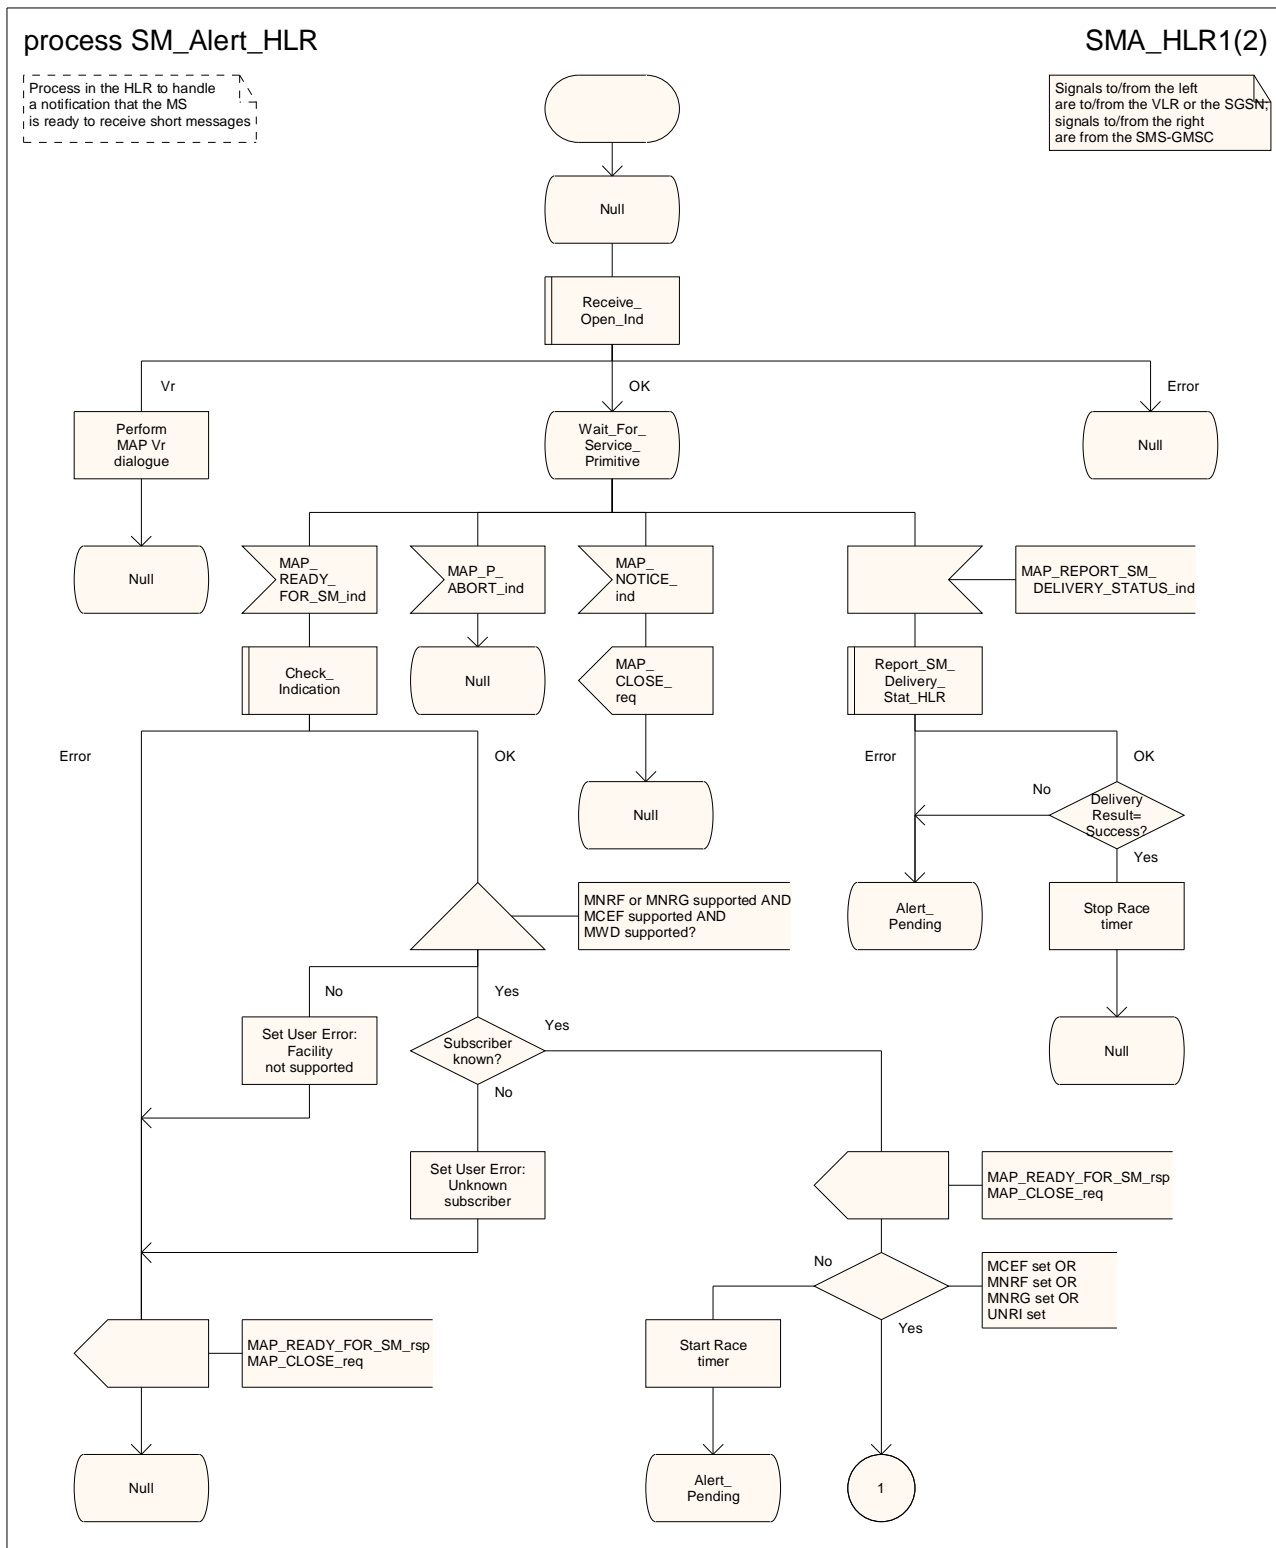 process SM_Alert_HLR
SMA_HLR1(2)
Process in the HLR to handle
a notification that the MS
is ready to receive short messages
Signals to/from the left
are to/from the VLR or the SGSN;
signals to/from the right
are from the SMS-GMSC
Null
Receive_
Open_Ind
Vr
OK
Error
Perform
MAP Vr
dialogue
Wait_For_
Service_
Primitive
Null
Null
MAP_
READY_
FOR_SM_ind
MAP_P_
ABORT_ind
MAP_
NOTICE_
ind
MAP_REPORT_SM_
DELIVERY_STATUS_ind
Check_
Indication
Null
MAP_
CLOSE_
req
Report_SM_
Delivery_
Stat_HLR
Error
OK
Error
OK
Null
No
Delivery
Result=
Success?
Yes
MNRF or MNRG supported AND
MCEF supported AND
MWD supported?
Alert_
Pending
Stop Race
timer
No
Yes
Set User Error:
Facility
not supported
Subscriber
known?
Yes
No
Null
Set User Error:
Unknown
subscriber
MAP_READY_FOR_SM_rsp
MAP_CLOSE_req
No
MCEF set OR
MNRF set OR
MNRG set OR
UNRI set
Yes
MAP_READY_FOR_SM_rsp
MAP_CLOSE_req
Start Race
timer
Null
Alert_
Pending
1